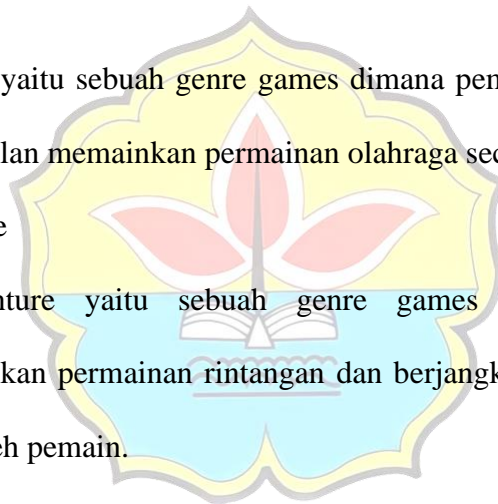 yaitu sebuah genre games dimana pem
lan memainkan permainan olahraga sec
e
nture yaitu sebuah genre games
kan permainan rintangan dan berjangk
eh pemain.